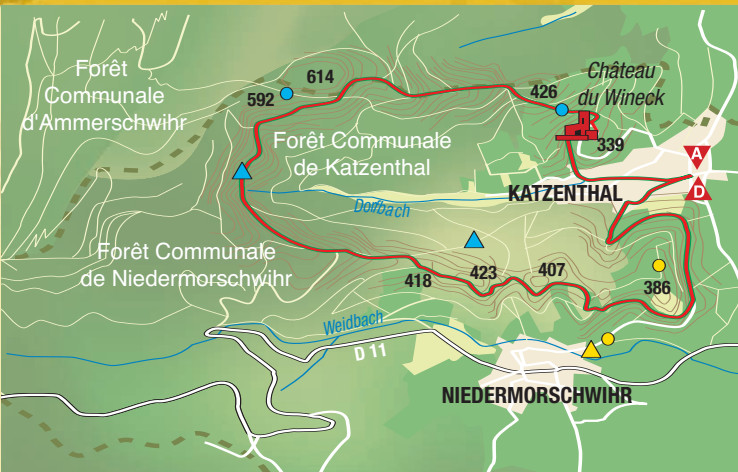 Forêt
Communale
d'Ammerschwihr
614
592
426
Château
du Wineck
339
Forêt Communale
de Katzenthal
A
D
KATZENTHAL
Dorfbach
Forêt Communale
de Niedermorschwihr
418
423
407
386
Weidbach
D 11
NIEDERMORSCHWIHR